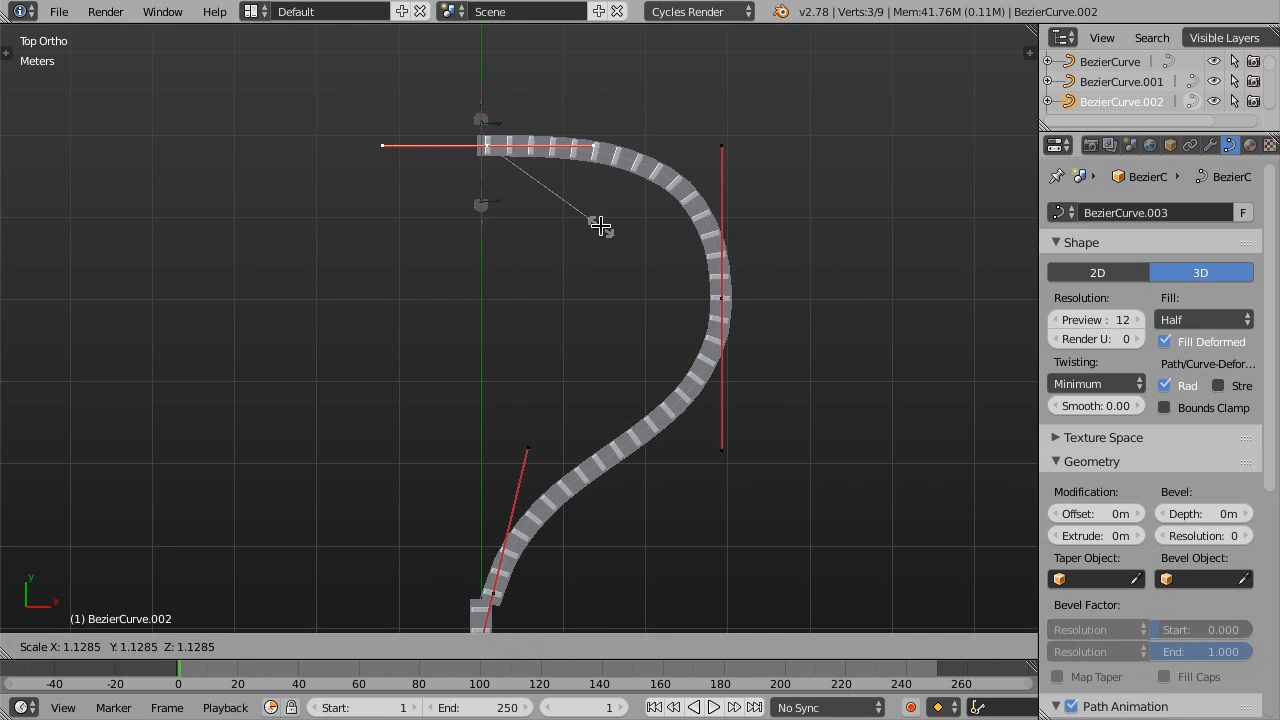 File Render Window Help Default Scene Cycles Render v2.78 | Verts:3/9 | Mem:41.76M (0.11M) | BezierCurve.002
Top Ortho
Meters
View Search Visible Layers
BezierCurve
BezierCurve.001
BezierCurve.002
BezierC BezierC
BezierCurve.003 F
Shape
2D 3D
Resolution: Fill:
Preview : 12 Half
Render U: 0 Fill Deformed
Twisting: Path/Curve-Defor...
Minimum Rad Stre
Smooth: 0.00 Bounds Clamp
Texture Space
Geometry
Modification: Bevel:
Offset: 0m Depth: 0m
Extrude: 0m Resolution: 0
Taper Object: Bevel Object:
Bevel Factor:
Resolution Start: 0.000
Resolution End: 1.000
Map Taper Fill Caps
Path Animation
y
x
(1) BezierCurve.002
Scale X: 1.1285 Y: 1.1285 Z: 1.1285
-40 -20 0 20 40 60 80 100 120 140 160 180 200 220 240 260
View Marker Frame Playback Start: 1 End: 250 1 No Sync